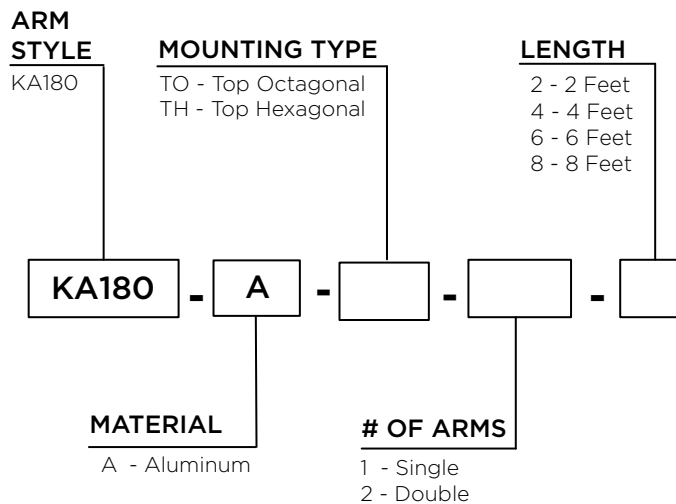 ARM
STYLE
KA180
MOUNTING TYPE
TO - Top Octagonal
TH - Top Hexagonal
LENGTH
2 - 2 Feet
4 - 4 Feet
6 - 6 Feet
8 - 8 Feet
KA180 - A - - -
MATERIAL
A - Aluminum
# OF ARMS
1 - Single
2 - Double